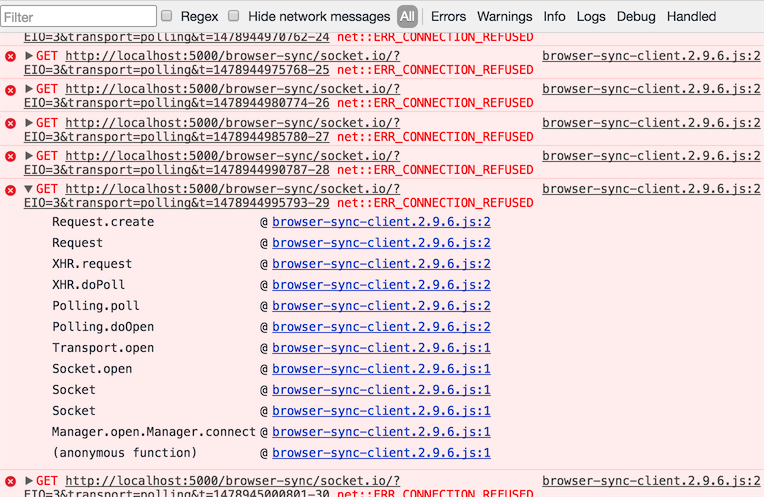 Filter Regex Hide network messages All Errors Warnings Info Logs Debug Handled
EIO=3&transport=polling&t=1478944970762-24 net::ERR_CONNECTION_REFUSED
GET http://localhost:5000/browser-sync/socket.io/? browser-sync-client.2.9.6.js:2
EIO=3&transport=polling&t=1478944975768-25 net::ERR_CONNECTION_REFUSED
GET http://localhost:5000/browser-sync/socket.io/? browser-sync-client.2.9.6.js:2
EIO=3&transport=polling&t=1478944980774-26 net::ERR_CONNECTION_REFUSED
GET http://localhost:5000/browser-sync/socket.io/? browser-sync-client.2.9.6.js:2
EIO=3&transport=polling&t=1478944985780-27 net::ERR_CONNECTION_REFUSED
GET http://localhost:5000/browser-sync/socket.io/? browser-sync-client.2.9.6.js:2
EIO=3&transport=polling&t=1478944990787-28 net::ERR_CONNECTION_REFUSED
GET http://localhost:5000/browser-sync/socket.io/? browser-sync-client.2.9.6.js:2
EIO=3&transport=polling&t=1478944995793-29 net::ERR_CONNECTION_REFUSED
Request.create @ browser-sync-client.2.9.6.js:2
Request @ browser-sync-client.2.9.6.js:2
XHR.request @ browser-sync-client.2.9.6.js:2
XHR.doPoll @ browser-sync-client.2.9.6.js:2
Polling.poll @ browser-sync-client.2.9.6.js:2
Polling.doOpen @ browser-sync-client.2.9.6.js:2
Transport.open @ browser-sync-client.2.9.6.js:1
Socket.open @ browser-sync-client.2.9.6.js:1
Socket @ browser-sync-client.2.9.6.js:1
Socket @ browser-sync-client.2.9.6.js:1
Manager.open.Manager.connect @ browser-sync-client.2.9.6.js:1
(anonymous function) @ browser-sync-client.2.9.6.js:1
GET http://localhost:5000/browser-sync/socket.io/? browser-sync-client.2.9.6.js:2
EIO=3&transport=polling&t=1478945000801-30 net::ERR_CONNECTION_REFUSED